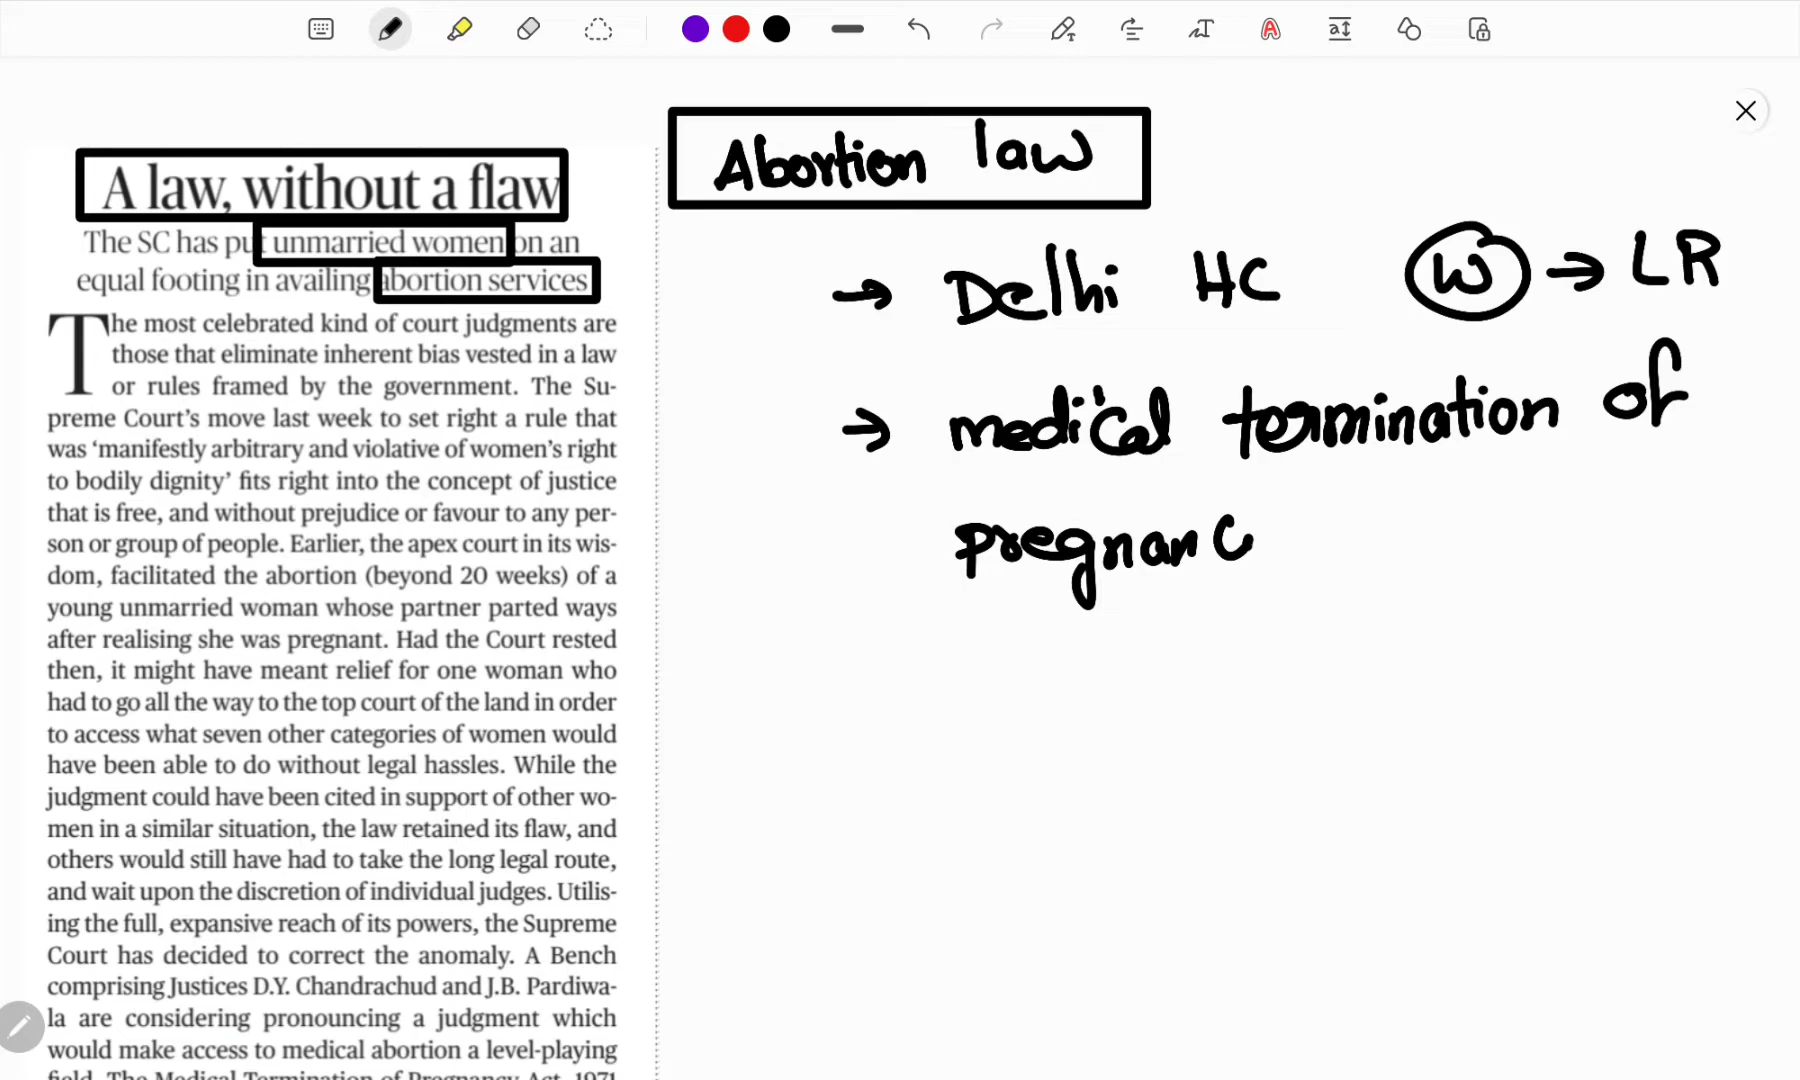 A law, without a flaw
The SC has put unmarried women on an
equal footing in availing abortion services
The most celebrated kind of court judgments are
those that eliminate inherent bias vested in a law
or rules framed by the government. The Su-
preme Court's move last week to set right a rule that
was 'manifestly arbitrary and violative of women's right
to bodily dignity' fits right into the concept of justice
that is free, and without prejudice or favour to any per-
son or group of people. Earlier, the apex court in its wis-
dom, facilitated the abortion (beyond 20 weeks) of a
young unmarried woman whose partner parted ways
after realising she was pregnant. Had the Court rested
then, it might have meant relief for one woman who
had to go all the way to the top court of the land in order
to access what seven other categories of women would
have been able to do without legal hassles. While the
judgment could have been cited in support of other wo-
men in a similar situation, the law retained its flaw, and
others would still have had to take the long legal route,
and wait upon the discretion of individual judges. Utilis-
ing the full, expansive reach of its powers, the Supreme
Court has decided to correct the anomaly. A Bench
comprising Justices D.Y. Chandrachud and J.B. Pardiwa-
la are considering pronouncing a judgment which
would make access to medical abortion a level-playing
field. The Medical Termination of Pregnancy Act, 1971
Abortion law
→ Delhi HC W → LR
→ medical termination of
pregnanc